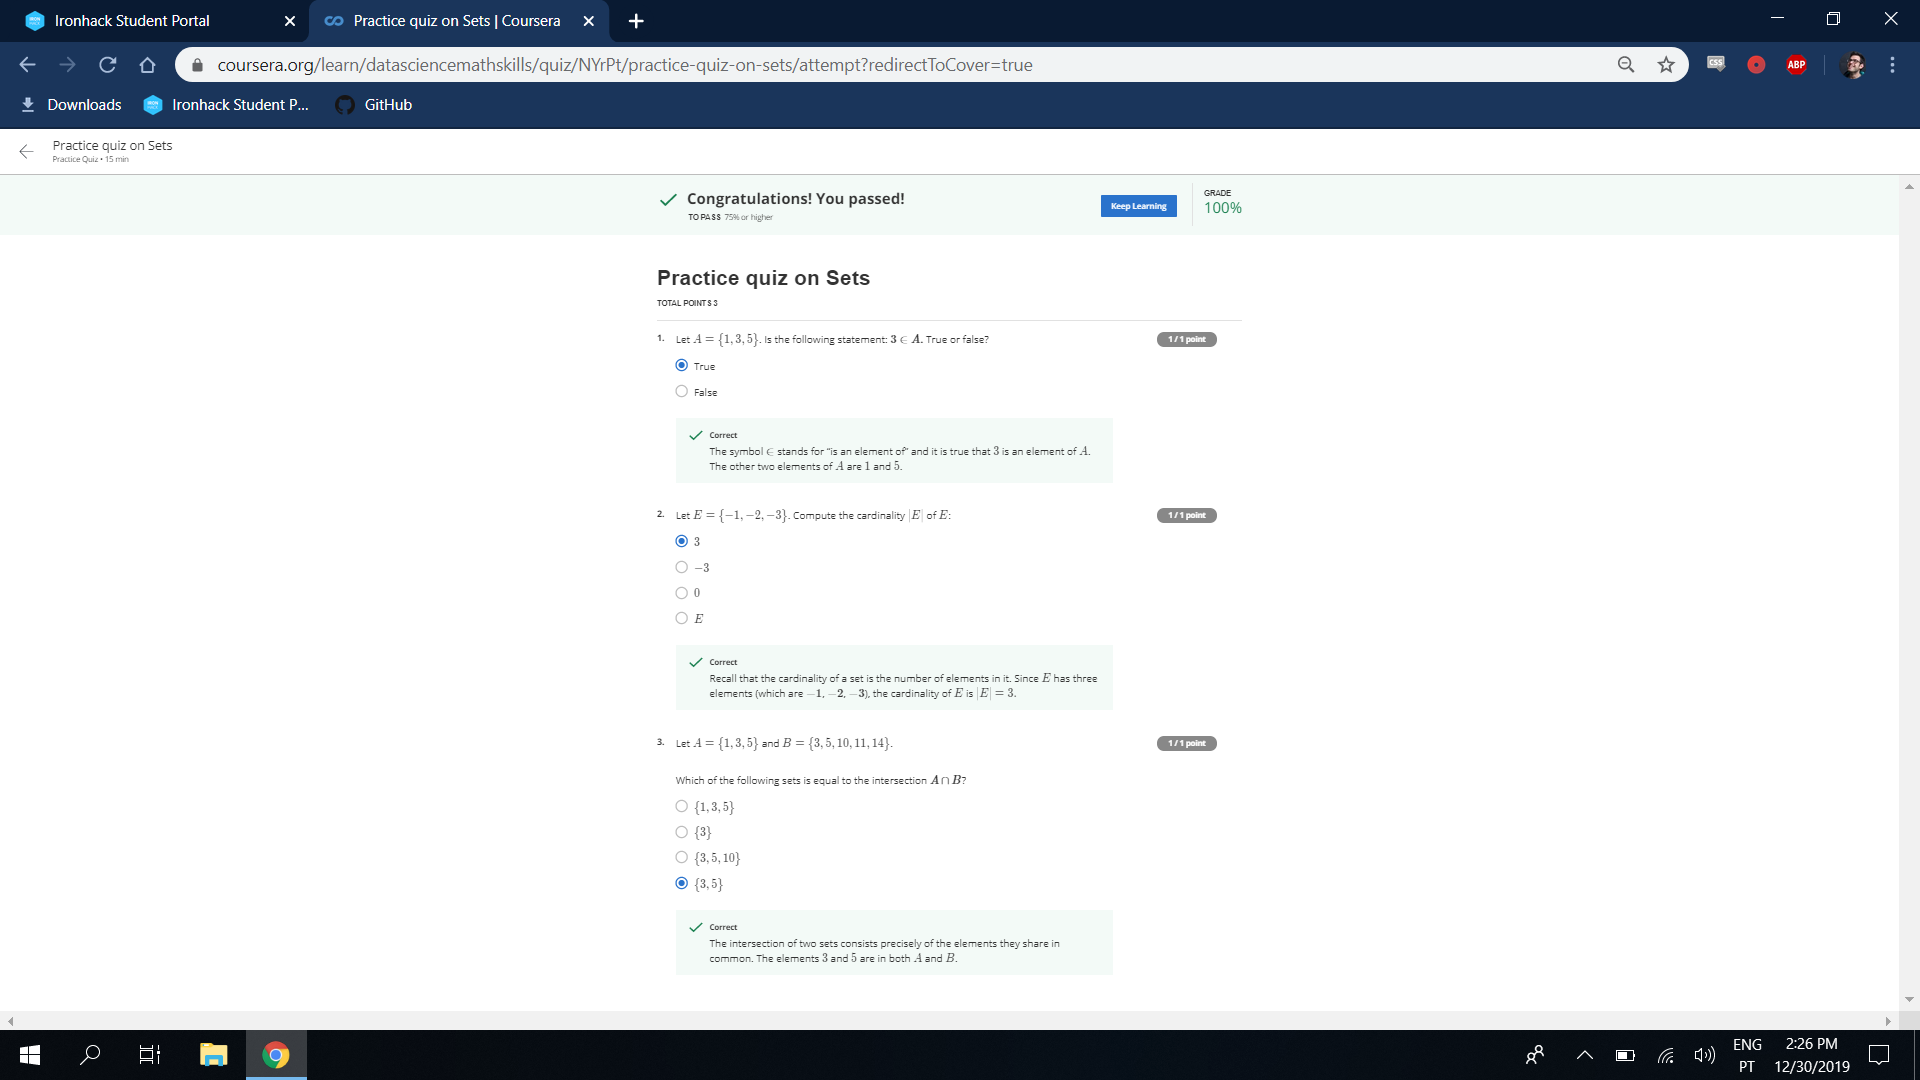 Ironhack Student Portal
Practice quiz on Sets | Coursera
coursera.org/learn/datasciencemathskills/quiz/NYrPt/practice-quiz-on-sets/attempt?redirectToCover=true
CSS
ABP
Downloads
Ironhack Student P...
GitHub
Practice quiz on Sets
Practice Quiz • 15 min
Congratulations! You passed!
TO PASS 75% or higher
Keep Learning
GRADE
100%
Practice quiz on Sets
TOTAL POINTS 3
1. Let A = {1, 3, 5}. Is the following statement: 3 ∈ A. True or false?
1 / 1 point
True
False
Correct
The symbol ∈ stands for "is an element of" and it is true that 3 is an element of A.
The other two elements of A are 1 and 5.
2. Let E = {−1, −2, −3}. Compute the cardinality |E| of E:
1 / 1 point
3
−3
0
E
Correct
Recall that the cardinality of a set is the number of elements in it. Since E has three
elements (which are −1, −2, −3), the cardinality of E is |E| = 3.
3. Let A = {1, 3, 5} and B = {3, 5, 10, 11, 14}.
1 / 1 point
Which of the following sets is equal to the intersection A ∩ B?
{1, 3, 5}
{3}
{3, 5, 10}
{3, 5}
Correct
The intersection of two sets consists precisely of the elements they share in
common. The elements 3 and 5 are in both A and B.
ENG
PT
2:26 PM
12/30/2019